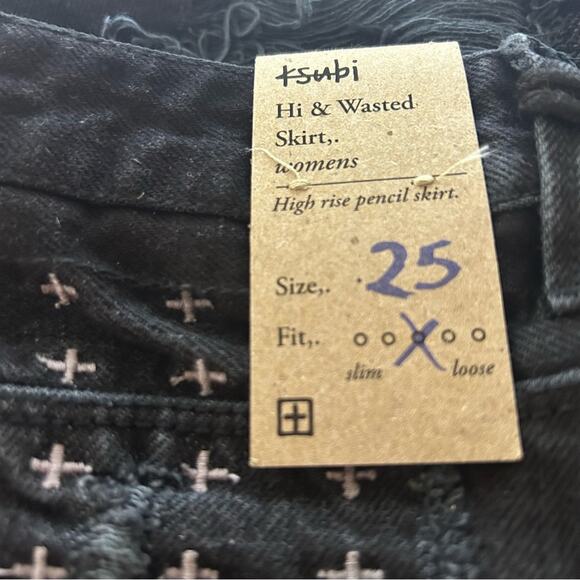 ksubi
Hi & Wasted
Skirt,.
womens
High rise pencil skirt.
Size,. 25
Fit,. o o X o o
slim loose